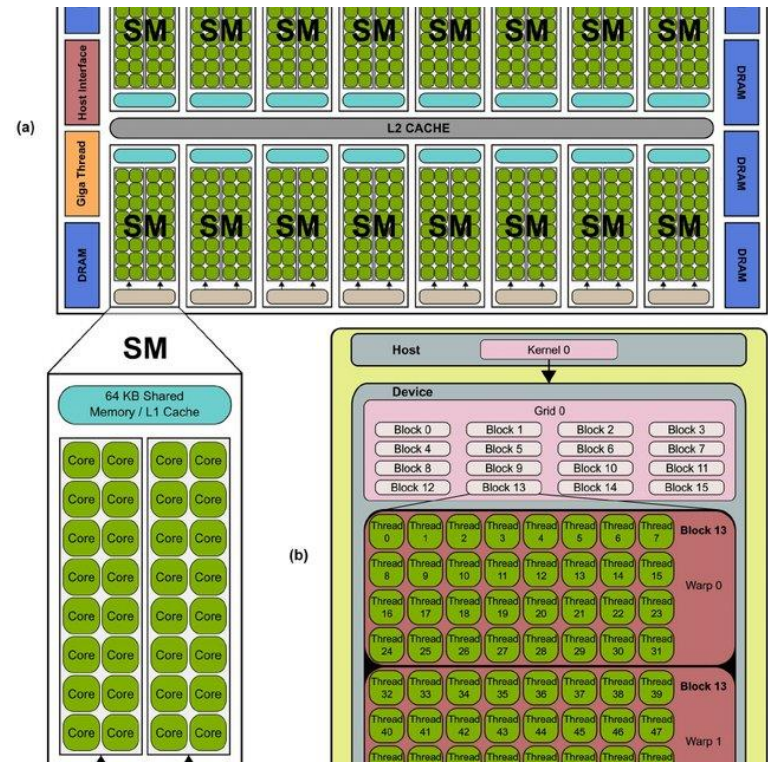 SM SM SM SM SM SM SM SM
Host Interface
DRAM
(a)
L2 CACHE
Giga Thread
DRAM
SM SM SM SM SM SM SM SM
DRAM
DRAM
SM
64 KB Shared
Memory / L1 Cache
Core Core Core Core
Core Core Core Core
Core Core Core Core
Core Core Core Core
Core Core Core Core
Core Core Core Core
Core Core Core Core
Core Core Core Core
(b)
Host
Kernel 0
Device
Grid 0
Block 0 Block 1 Block 2 Block 3
Block 4 Block 5 Block 6 Block 7
Block 8 Block 9 Block 10 Block 11
Block 12 Block 13 Block 14 Block 15
Thread Thread Thread Thread Thread Thread Thread Thread
0 1 2 3 4 5 6 7
Block 13
Thread Thread Thread Thread Thread Thread Thread Thread
8 9 10 11 12 13 14 15
Warp 0
Thread Thread Thread Thread Thread Thread Thread Thread
16 17 18 19 20 21 22 23
Thread Thread Thread Thread Thread Thread Thread Thread
24 25 26 27 28 29 30 31
Thread Thread Thread Thread Thread Thread Thread Thread
32 33 34 35 36 37 38 39
Block 13
Thread Thread Thread Thread Thread Thread Thread Thread
40 41 42 43 44 45 46 47
Warp 1
Thread Thread Thread Thread Thread Thread Thread Thread